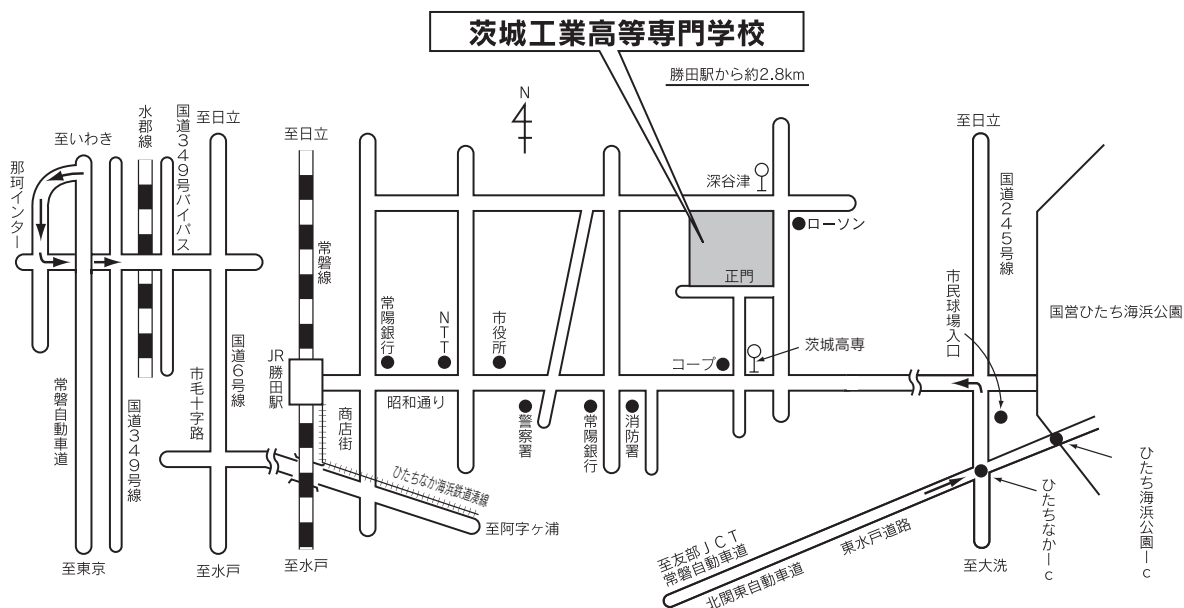 茨城工業高等専門学校
勝田駅から約2.8km
N
至いわき
水郡線
国道349号バイパス
至日立
至日立
至日立
那珂インター
常磐線
深谷津
ローソン
国道245号線
正門
市民球場入口
国営ひたち海浜公園
常陽銀行
NTT
市役所
コープ
茨城高専
JR勝田駅
国道6号線
市毛十字路
常磐自動車道
国道349号線
昭和通り
商店街
警察署
常陽銀行
消防署
ひたちなか海浜鉄道湊線
至阿字ヶ浦
ひたち海浜公園Ic
ひたちなかIc
東水戸道路
至友部JCT
常磐自動車道
北関東自動車道
至東京
至水戸
至水戸
至大洗